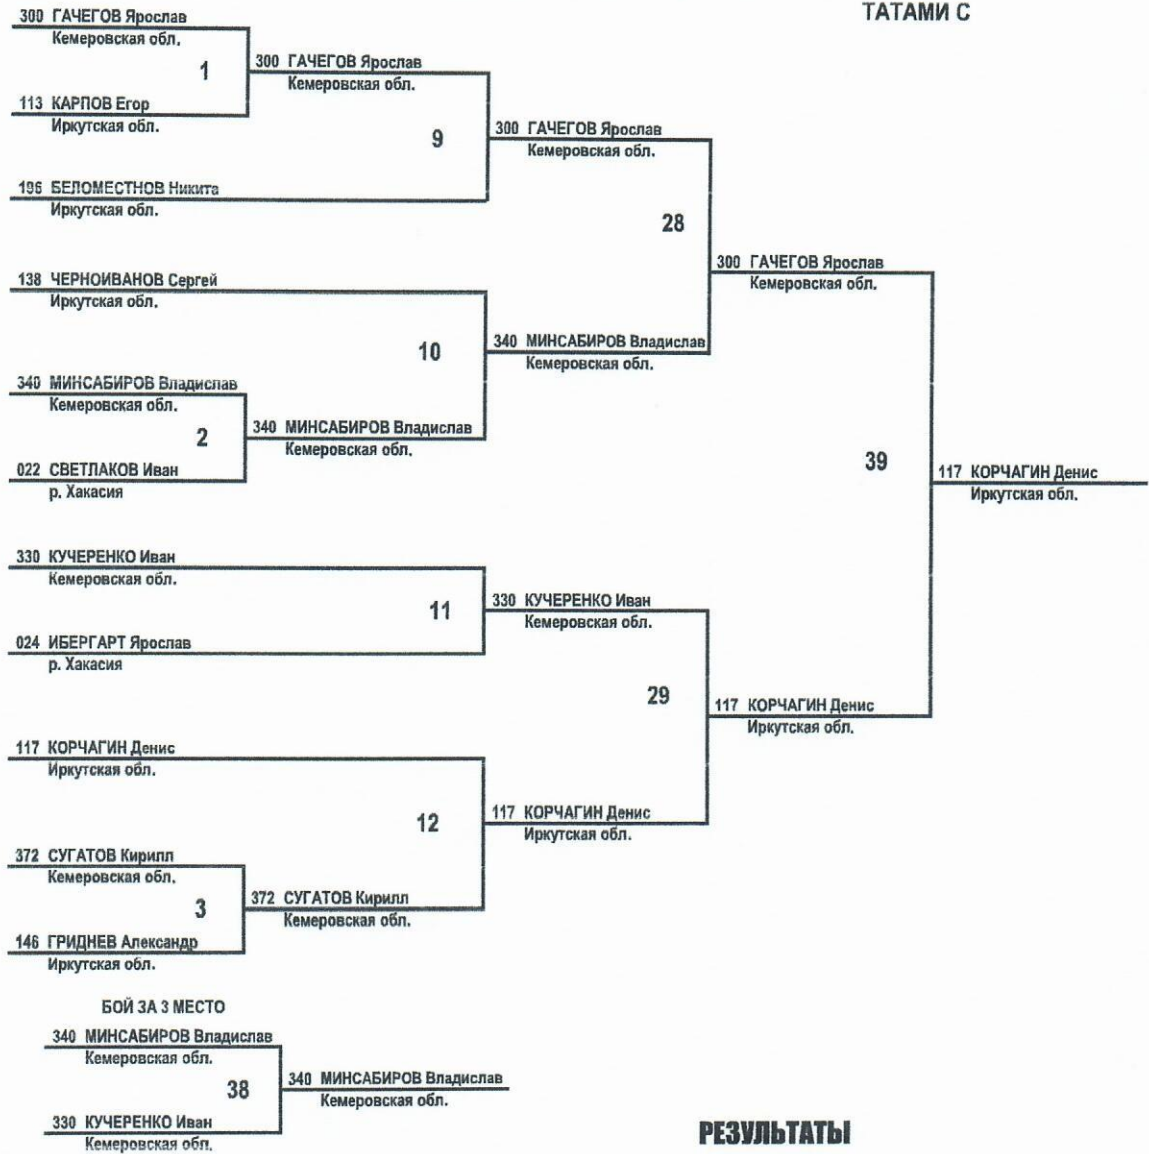 ТАТАМИ С
300 ГАЧЕГОВ Ярослав
Кемеровская обл.
1
300 ГАЧЕГОВ Ярослав
Кемеровская обл.
113 КАРПОВ Егор
Иркутская обл.
9
300 ГАЧЕГОВ Ярослав
Кемеровская обл.
196 БЕЛОМЕСТНОВ Никита
Иркутская обл.
28
300 ГАЧЕГОВ Ярослав
Кемеровская обл.
138 ЧЕРНОИВАНОВ Сергей
Иркутская обл.
10
340 МИНСАБИРОВ Владислав
Кемеровская обл.
340 МИНСАБИРОВ Владислав
Кемеровская обл.
2
340 МИНСАБИРОВ Владислав
Кемеровская обл.
022 СВЕТЛАКОВ Иван
р. Хакасия
39
117 КОРЧАГИН Денис
Иркутская обл.
330 КУЧЕРЕНКО Иван
Кемеровская обл.
11
330 КУЧЕРЕНКО Иван
Кемеровская обл.
024 ИБЕРГАРТ Ярослав
р. Хакасия
29
117 КОРЧАГИН Денис
Иркутская обл.
117 КОРЧАГИН Денис
Иркутская обл.
12
117 КОРЧАГИН Денис
Иркутская обл.
372 СУГАТОВ Кирилл
Кемеровская обл.
3
372 СУГАТОВ Кирилл
Кемеровская обл.
146 ГРИДНЕВ Александр
Иркутская обл.
БОЙ ЗА 3 МЕСТО
340 МИНСАБИРОВ Владислав
Кемеровская обл.
38
340 МИНСАБИРОВ Владислав
Кемеровская обл.
330 КУЧЕРЕНКО Иван
Кемеровская обл.
РЕЗУЛЬТАТЫ